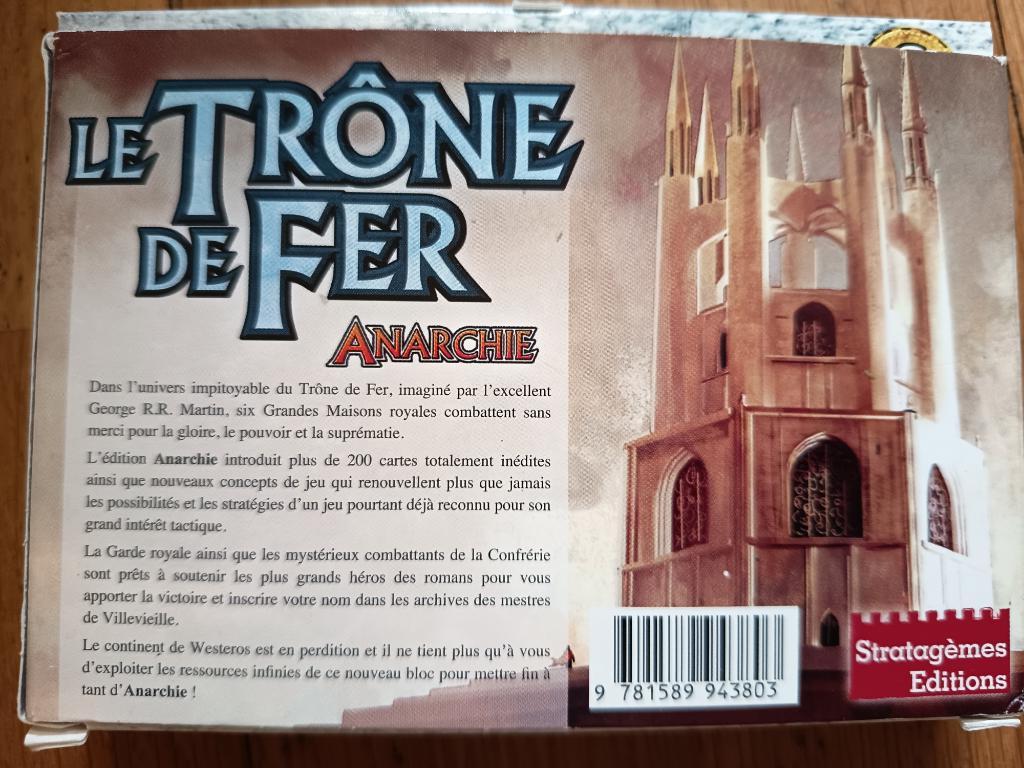 LE TRÔNE
DE FER
ANARCHIE
Dans l'univers impitoyable du Trône de Fer, imaginé par l'excellent
George R.R. Martin, six Grandes Maisons royales combattent sans
merci pour la gloire, le pouvoir et la suprématie.
L'édition Anarchie introduit plus de 200 cartes totalement inédites
ainsi que nouveaux concepts de jeu qui renouvellent plus que jamais
les possibilités et les stratégies d'un jeu pourtant déjà reconnu pour son
grand intérêt tactique.
La Garde royale ainsi que les mystérieux combattants de la Confrérie
sont prêts à soutenir les plus grands héros des romans pour vous
apporter la victoire et inscrire votre nom dans les archives des mestres
de Villevieille.
Le continent de Westeros est en perdition et il ne tient plus qu'à vous
d'exploiter les ressources infinies de ce nouveau bloc pour mettre fin à
tant d'Anarchie !
9 781589 943803
Stratagèmes
Editions